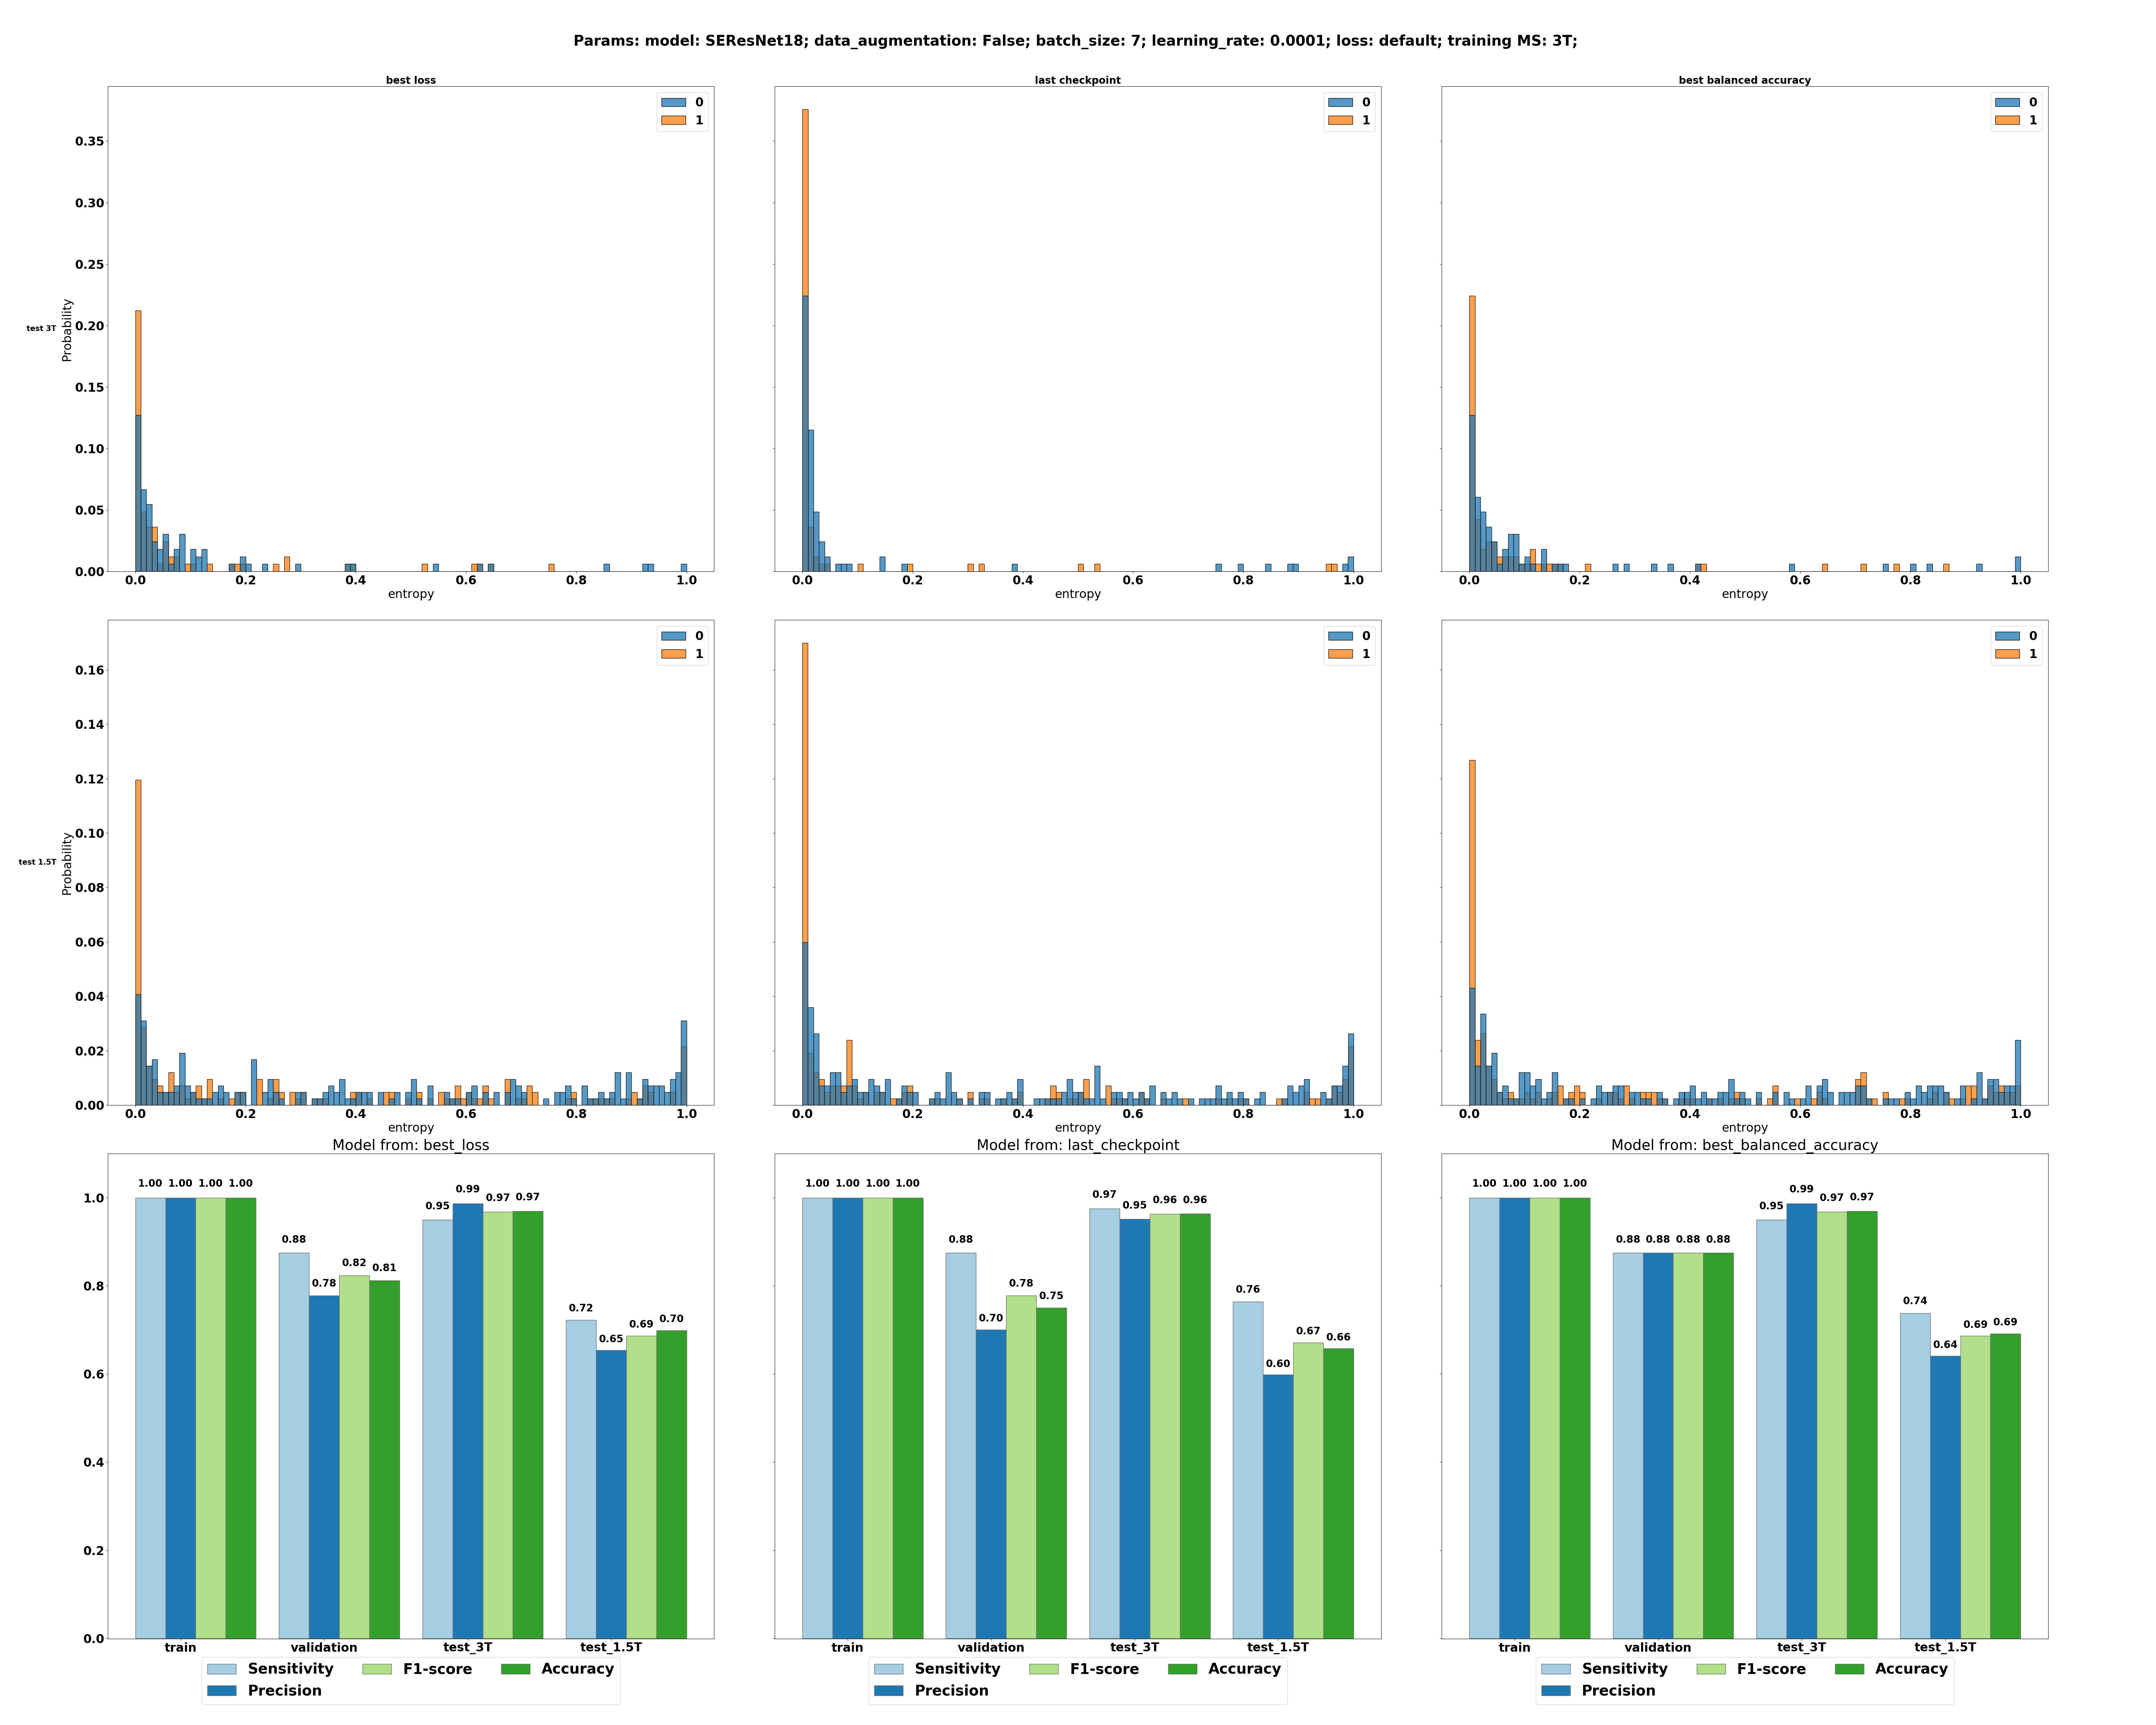 Params: model: SEResNet18; data_augmentation: False; batch_size: 7; learning_rate: 0.0001; loss: default; training MS: 3T;
best loss
last checkpoint
best balanced accuracy
0
1
0
1
0
1
0.35
0.30
0.25
0.20
0.15
0.10
0.05
0.00
test 3T
Probability
0.0 0.2 0.4 0.6 0.8 1.0
entropy
0.0 0.2 0.4 0.6 0.8 1.0
entropy
0.0 0.2 0.4 0.6 0.8 1.0
entropy
0
1
0
1
0
1
0.16
0.14
0.12
0.10
0.08
0.06
0.04
0.02
0.00
test 1.5T
Probability
0.0 0.2 0.4 0.6 0.8 1.0
entropy
0.0 0.2 0.4 0.6 0.8 1.0
entropy
0.0 0.2 0.4 0.6 0.8 1.0
entropy
Model from: best_loss
1.0
0.8
0.6
0.4
0.2
0.0
1.00 1.00 1.00 1.00
0.88 0.78 0.82 0.81
0.95 0.99 0.97 0.97
0.72 0.65 0.69 0.70
train validation test_3T test_1.5T
Sensitivity F1-score Accuracy
Precision
Model from: last_checkpoint
1.00 1.00 1.00 1.00
0.88 0.70 0.78 0.75
0.97 0.95 0.96 0.96
0.76 0.60 0.67 0.66
train validation test_3T test_1.5T
Sensitivity F1-score Accuracy
Precision
Model from: best_balanced_accuracy
1.00 1.00 1.00 1.00
0.88 0.88 0.88 0.88
0.95 0.99 0.97 0.97
0.74 0.64 0.69 0.69
train validation test_3T test_1.5T
Sensitivity F1-score Accuracy
Precision